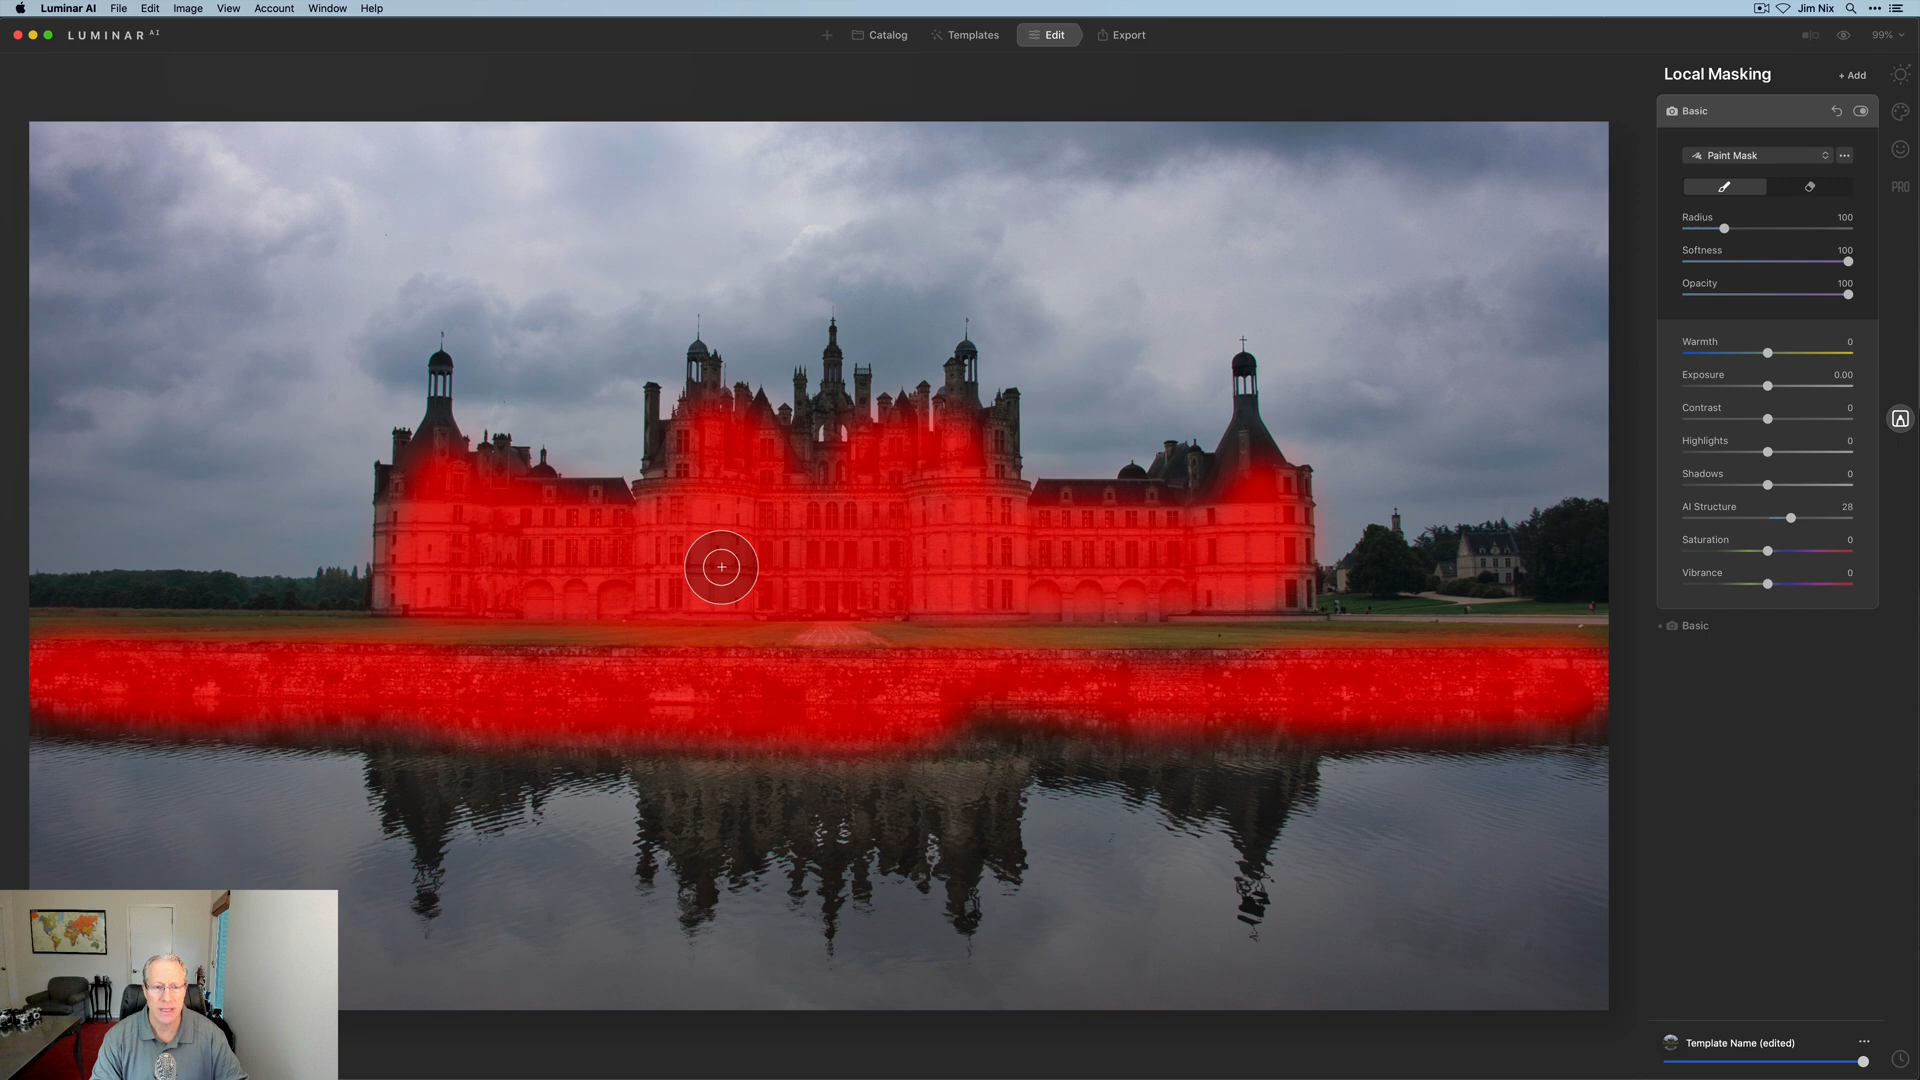 Luminar AI File Edit Image View Account Window Help Jim Nix
LUMINAR AI Catalog Templates Edit Export 99%
Local Masking + Add
Basic
Paint Mask
PRO
Radius 100
Softness 100
Opacity 100
Warmth 0
Exposure 0.00
Contrast 0
Highlights 0
Shadows 0
AI Structure 28
Saturation 0
Vibrance 0
Basic
Template Name (edited)